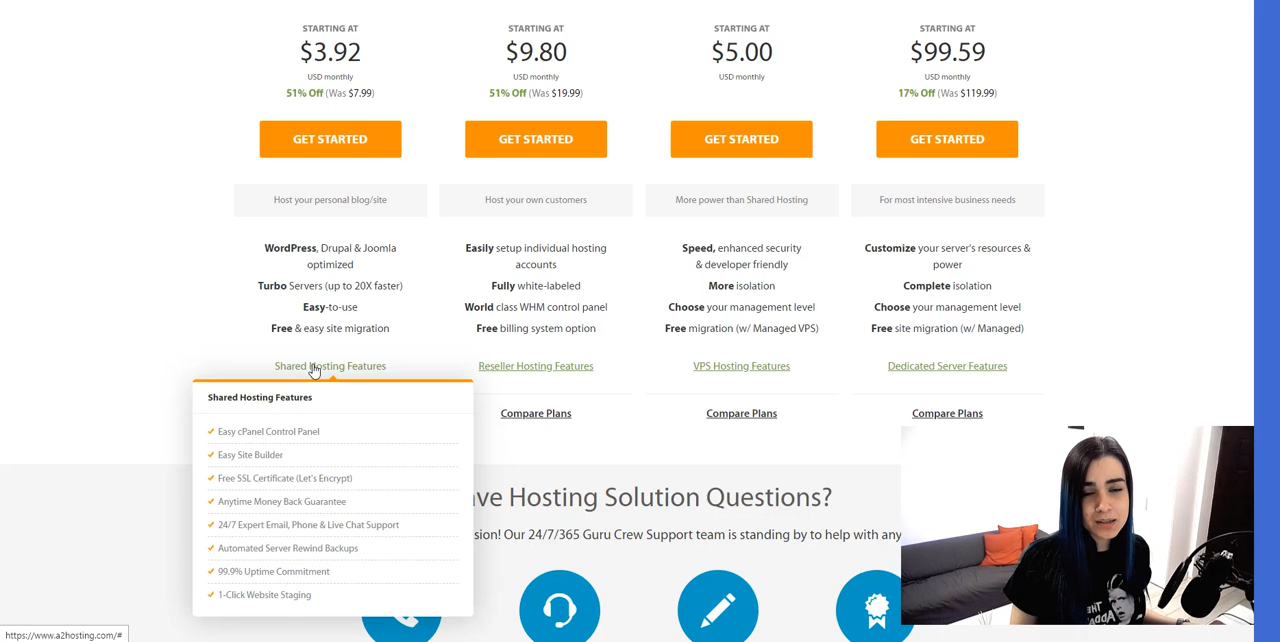 STARTING AT
$3.92
USD monthly
51% Off (Was $7.99)
GET STARTED
Host your personal blog/site
WordPress, Drupal & Joomla
optimized
Turbo Servers (up to 20X faster)
Easy-to-use
Free & easy site migration
Shared Hosting Features
STARTING AT
$9.80
USD monthly
51% Off (Was $19.99)
GET STARTED
Host your own customers
Easily setup individual hosting
accounts
Fully white-labeled
World class WHM control panel
Free billing system option
Reseller Hosting Features
Compare Plans
STARTING AT
$5.00
USD monthly
GET STARTED
More power than Shared Hosting
Speed, enhanced security
& developer friendly
More isolation
Choose your management level
Free migration (w/ Managed VPS)
VPS Hosting Features
Compare Plans
STARTING AT
$99.59
USD monthly
17% Off (Was $119.99)
GET STARTED
For most intensive business needs
Customize your server's resources &
power
Complete isolation
Choose your management level
Free site migration (w/ Managed)
Dedicated Server Features
Compare Plans
Shared Hosting Features
Easy cPanel Control Panel
Easy Site Builder
Free SSL Certificate (Let's Encrypt)
Anytime Money Back Guarantee
24/7 Expert Email, Phone & Live Chat Support
Automated Server Rewind Backups
99.9% Uptime Commitment
1-Click Website Staging
ave Hosting Solution Questions?
sion! Our 24/7/365 Guru Crew Support team is standing by to help with any
THE
ADDA
https://www.a2hosting.com/#